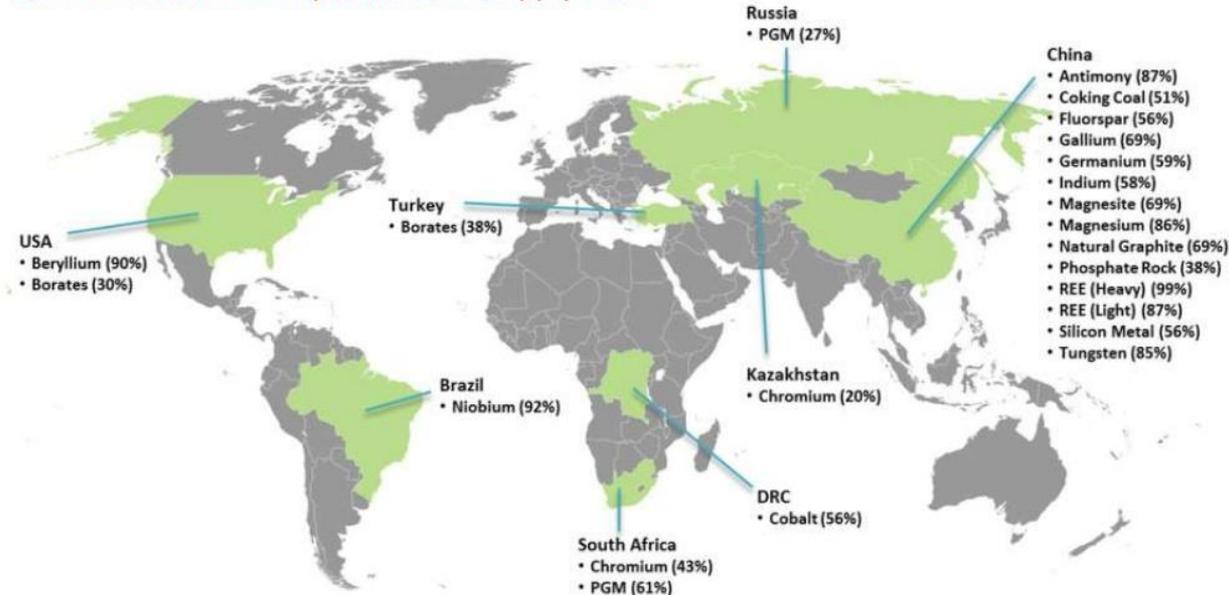 Russia
• PGM (27%)
China
• Antimony (87%)
• Coking Coal (51%)
• Fluorspar (56%)
• Gallium (69%)
• Germanium (59%)
• Indium (58%)
• Magnesite (69%)
• Magnesium (86%)
• Natural Graphite (69%)
• Phosphate Rock (38%)
• REE (Heavy) (99%)
• REE (Light) (87%)
• Silicon Metal (56%)
• Tungsten (85%)
Turkey
• Borates (38%)
USA
• Beryllium (90%)
• Borates (30%)
Kazakhstan
• Chromium (20%)
Brazil
• Niobium (92%)
DRC
• Cobalt (56%)
South Africa
• Chromium (43%)
• PGM (61%)